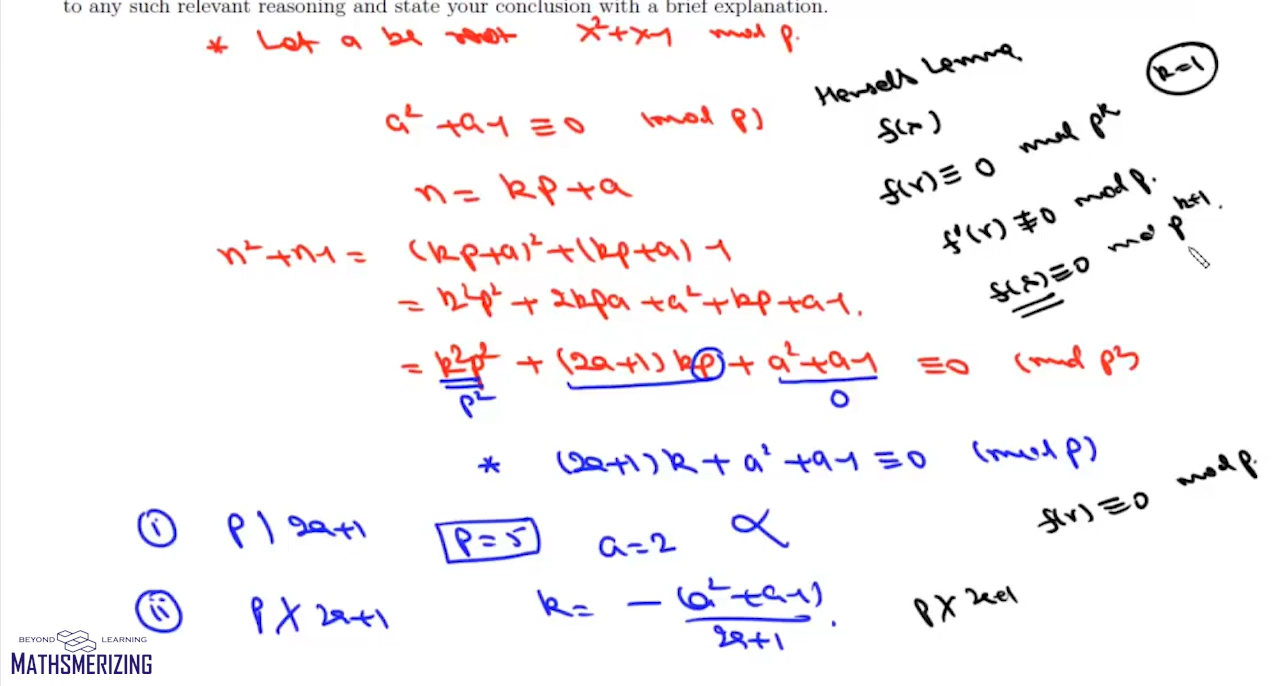 to any such relevant reasoning and state your conclusion with a brief explanation.
* Let a be root x²+x-1 mod p.
a²+a-1 ≡ 0 (mod p)
n = kp+a
n²+n-1 = (kp+a)²+(kp+a)-1
= k²p²+2kpa+a²+kp+a-1.
= k²p²+(2a+1)kp+a²+a-1 ≡0 (mod p²)
p² 0
* (2a+1)k+a²+a-1 ≡0 (mod p)
(i) p | 2a+1 p=5 a=2 α
(ii) p ∤ 2a+1 k= -(a²+a-1)/2a+1 .
Hensel's Lemma k=1
f(x)
f(r) ≡ 0 mod pᵏ
f'(r) ≢ 0 mod p.
f(s) ≡0 mod pᵏ⁺¹.
f(r) ≡0 mod p.
p ∤ 2a+1
BEYOND LEARNING
MATHSMERIZING